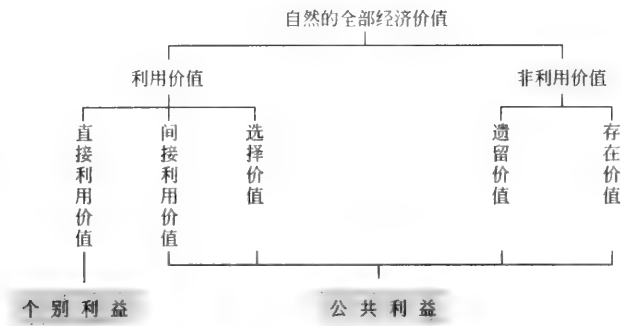 自然的全部经济价值
利用价值
非利用价值
直接利用价值
间接利用价值
选择价值
遗留价值
存在价值
个别利益
公共利益